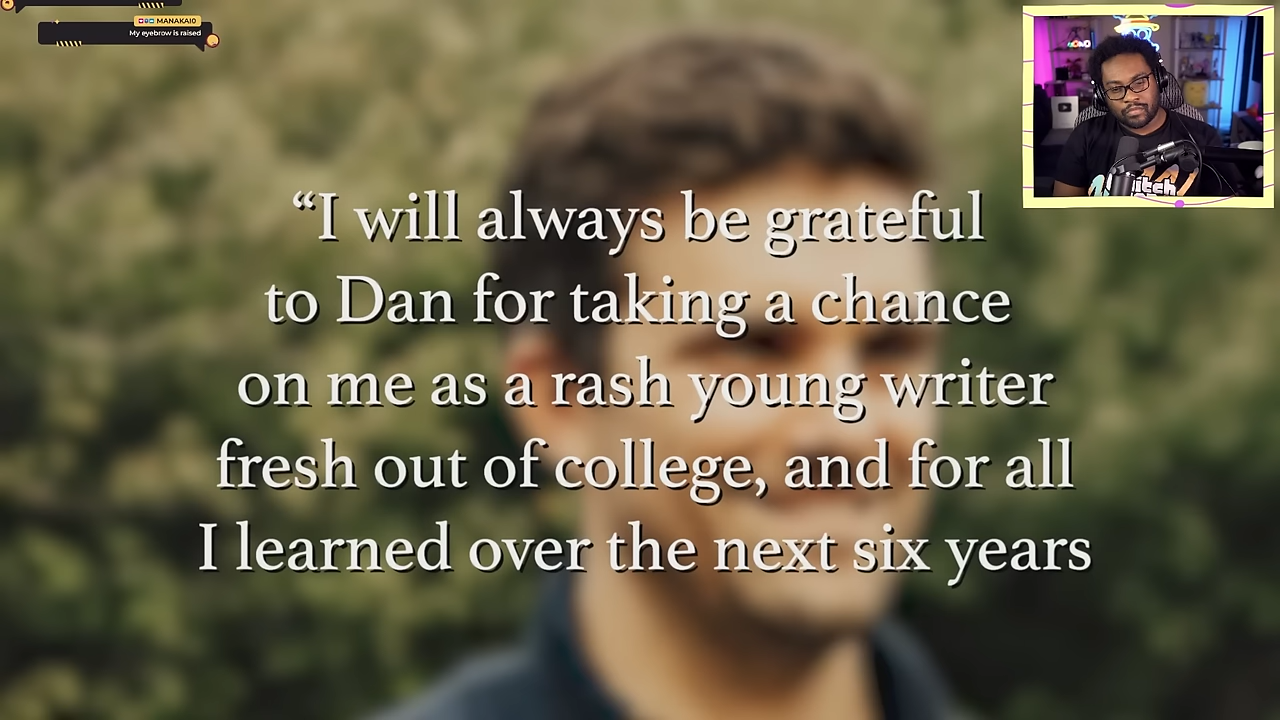 MANAKAI0
My eyebrow is raised
“I will always be grateful
to Dan for taking a chance
on me as a rash young writer
fresh out of college, and for all
I learned over the next six years